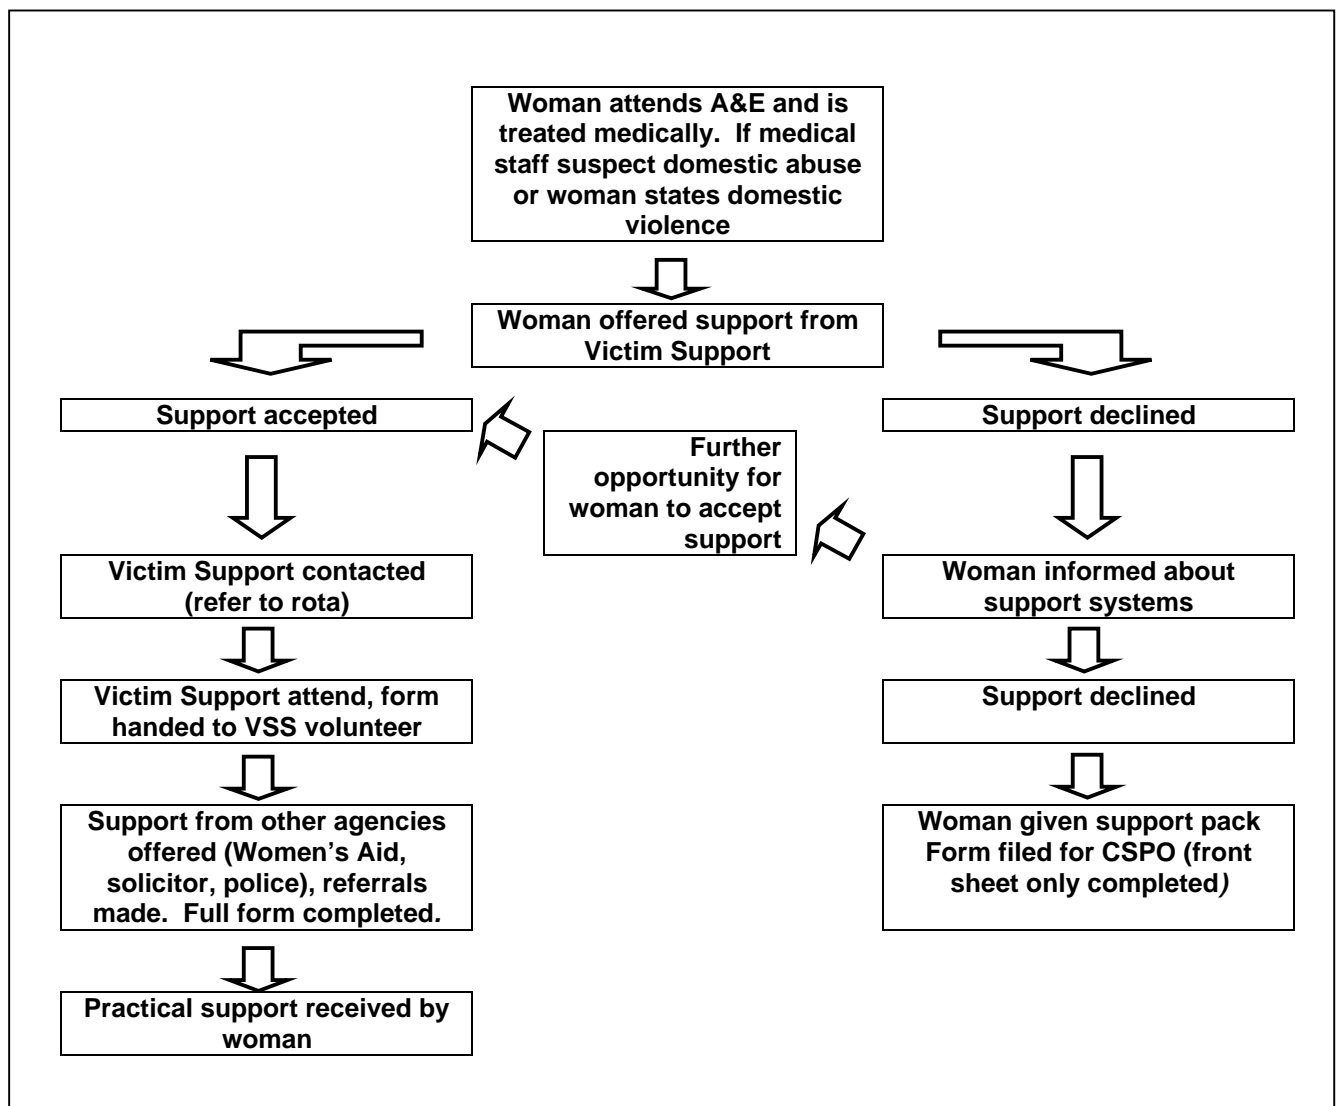 Woman attends A&E and is
treated medically.  If medical
staff suspect domestic abuse
or woman states domestic
violence
Woman offered support from
Victim Support
Support accepted
Support declined
Further
opportunity for
woman to accept
support
Victim Support contacted
(refer to rota)
Woman informed about
support systems
Victim Support attend, form
handed to VSS volunteer
Support declined
Support from other agencies
offered (Women’s Aid,
solicitor, police), referrals
made.  Full form completed.
Woman given support pack
Form filed for CSPO (front
sheet only completed)
Practical support received by
woman